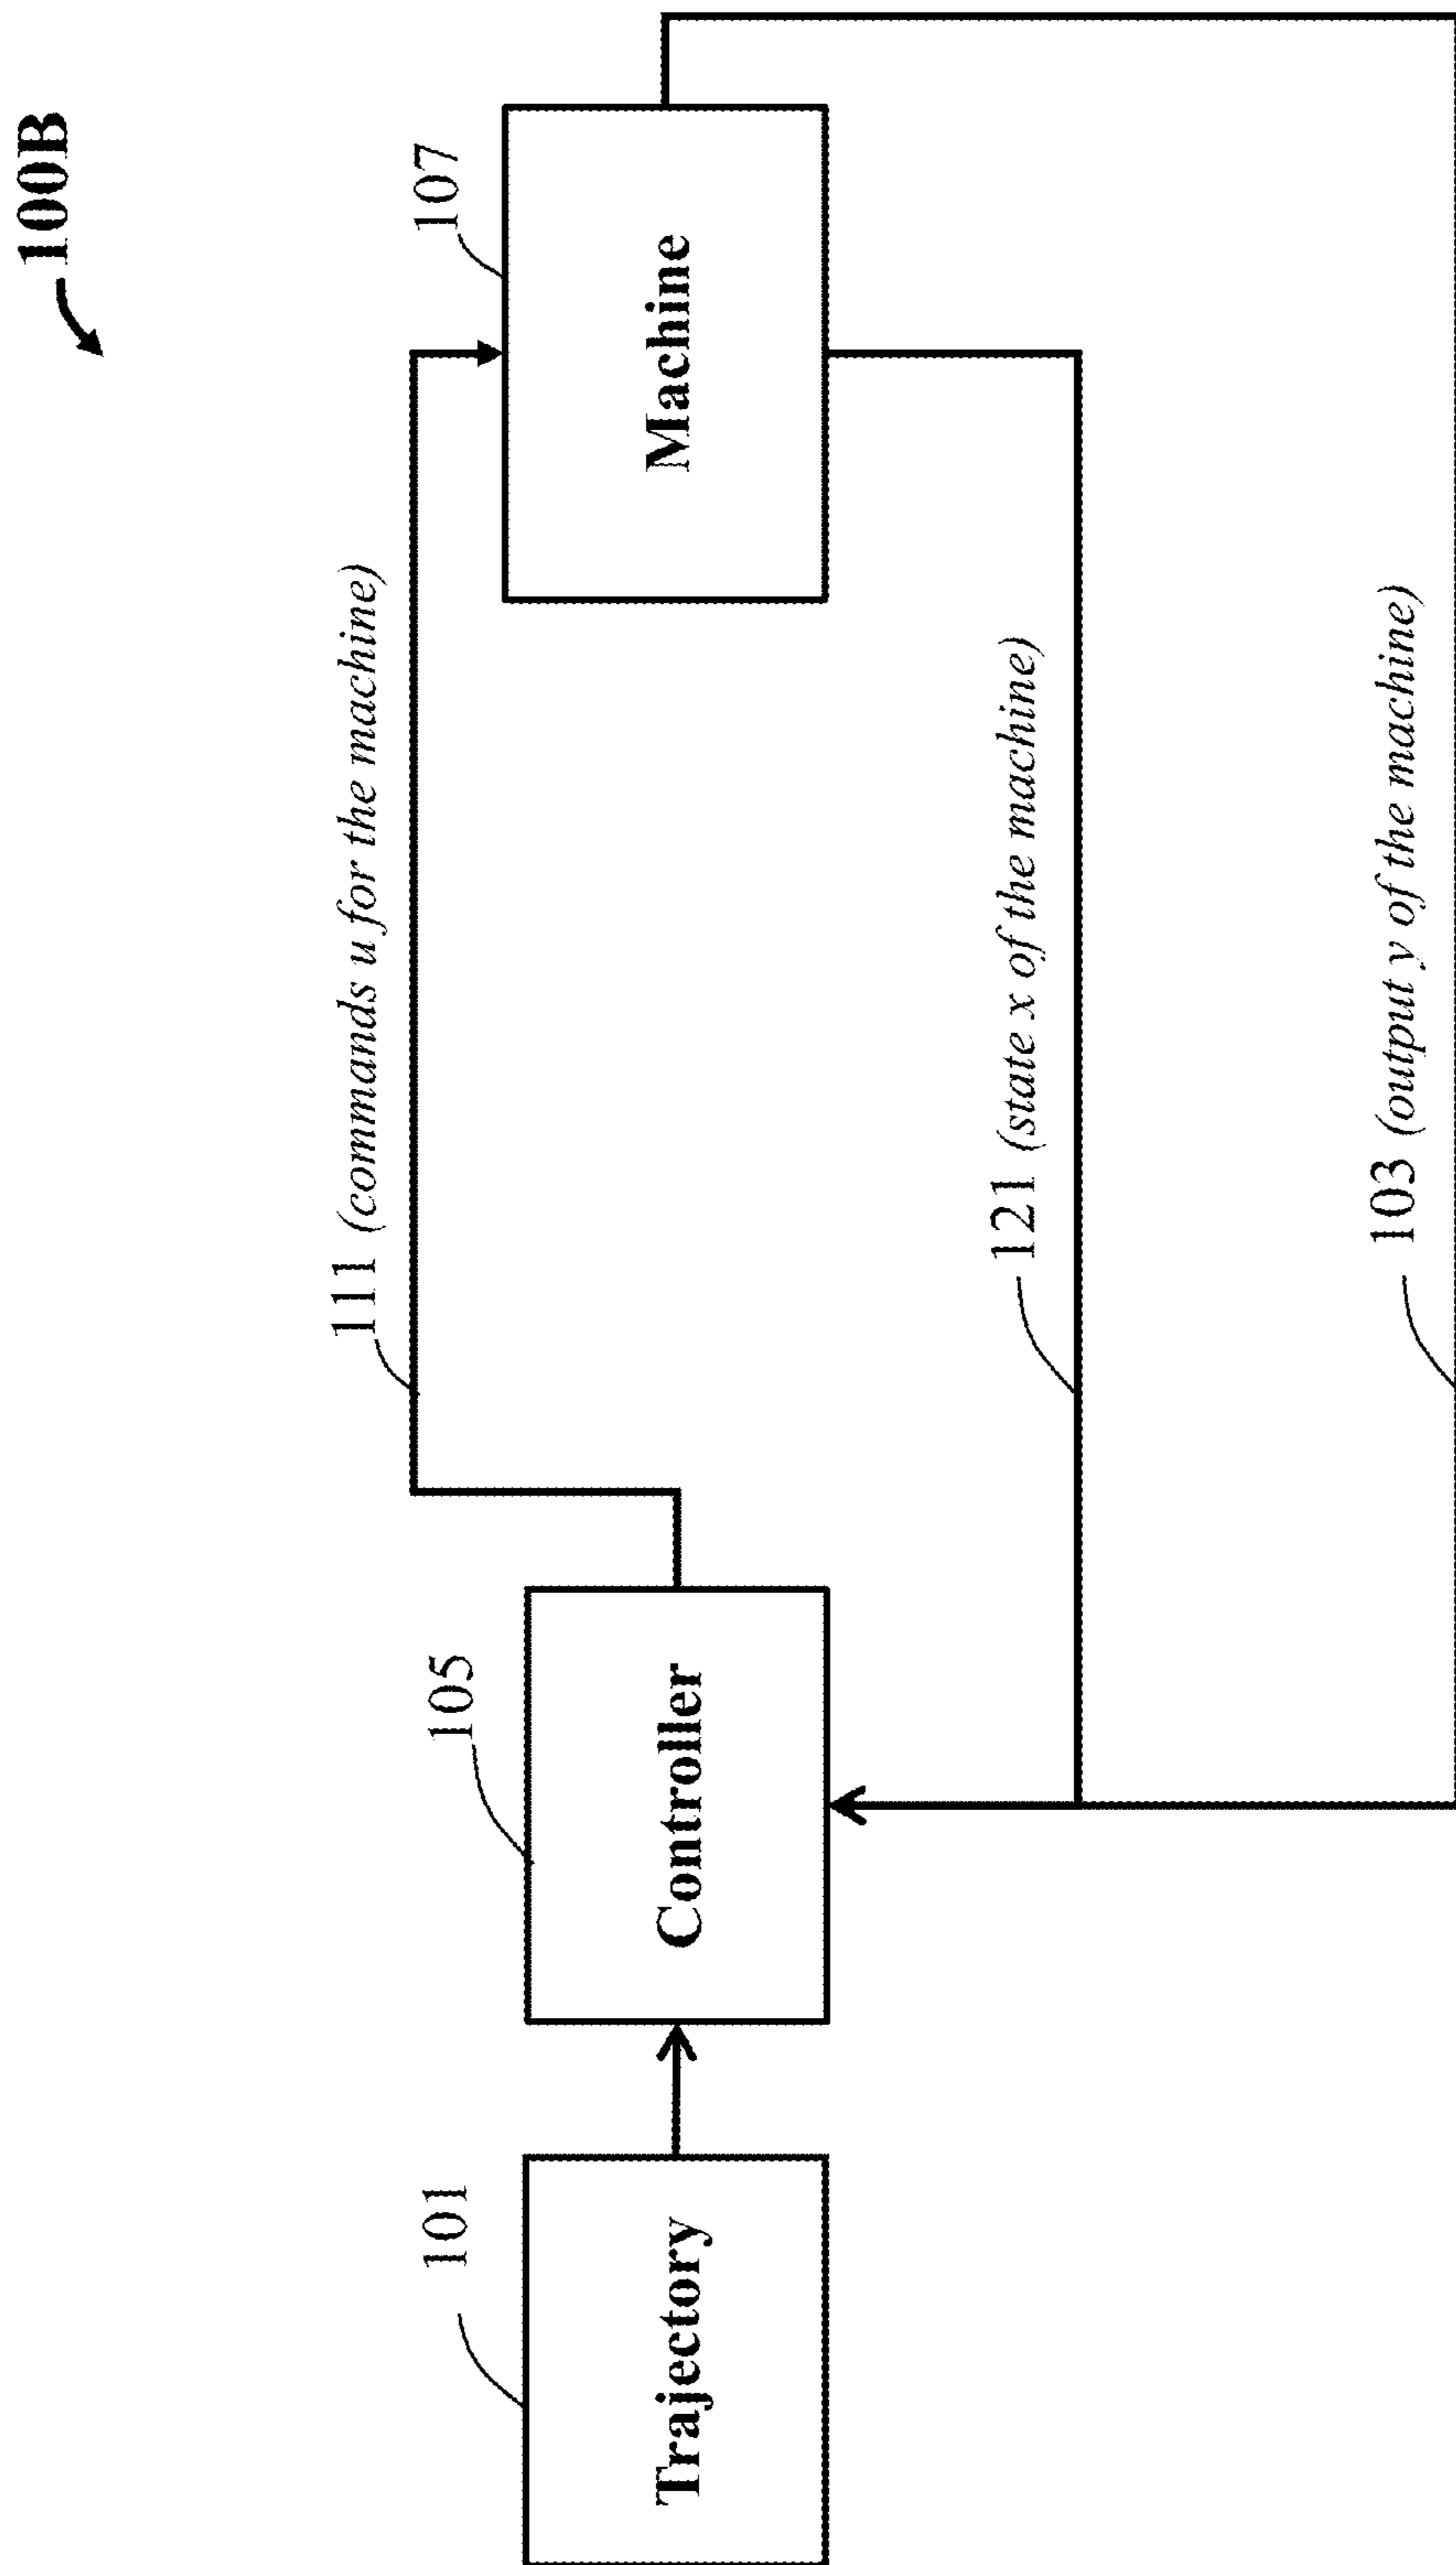 100B
111 (commands u for the machine)
101
105
107
Trajectory
Controller
Machine
121 (state x of the machine)
103 (output y of the machine)